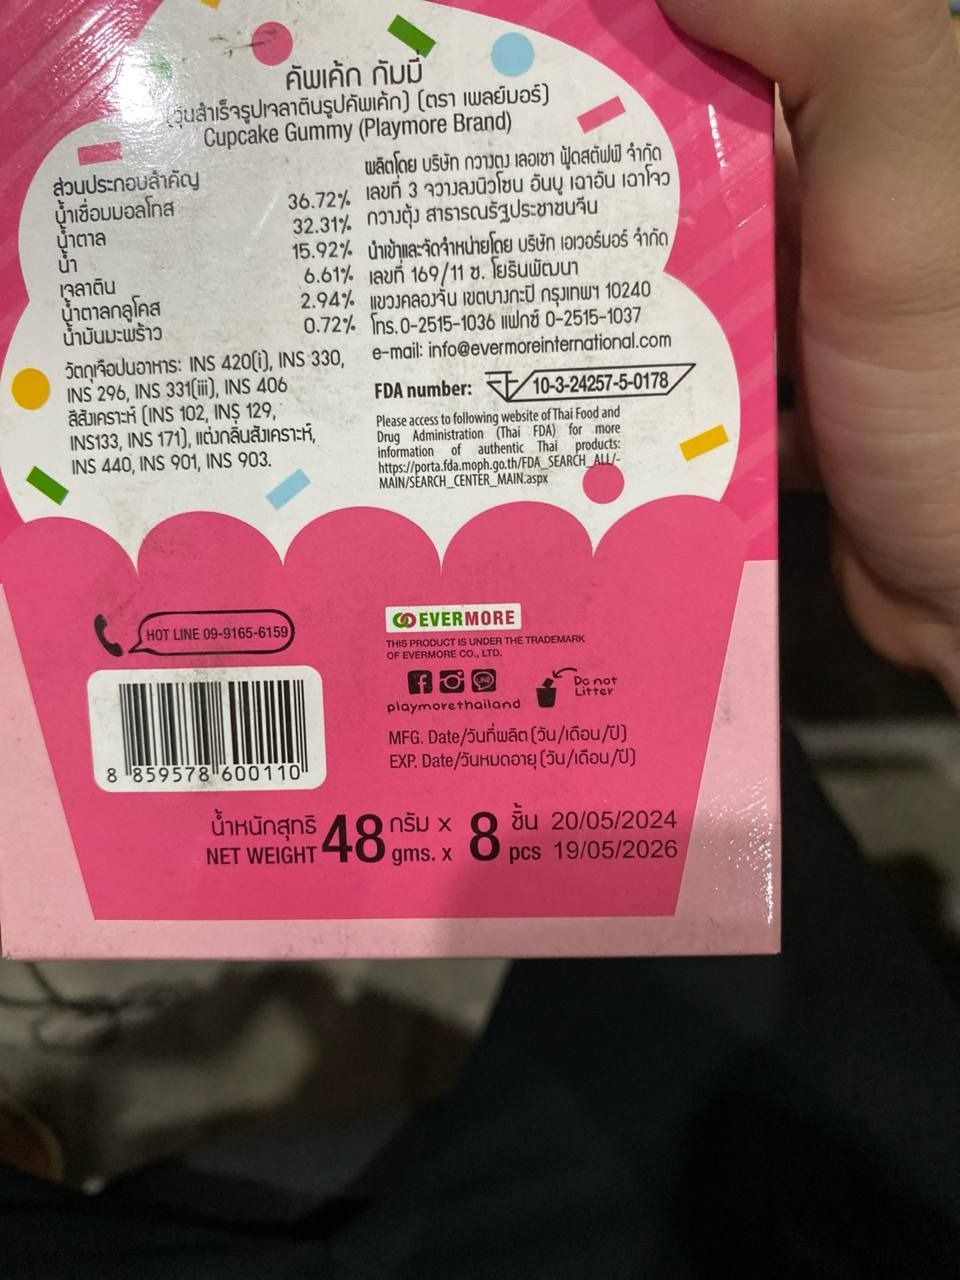 คัพเค้ก กัมมี่
(วุ้นสำเร็จรูปเจลาตินรูปคัพเค้ก) (ตรา เพลย์มอร์)
Cupcake Gummy (Playmore Brand)
ส่วนประกอบสำคัญ
น้ำเชื่อมมอลโทส 36.72%
น้ำตาล 32.31%
น้ำ 15.92%
เจลาติน 6.61%
น้ำตาลกลูโคส 2.94%
น้ำมันมะพร้าว 0.72%
วัตถุเจือปนอาหาร: INS 420(i), INS 330,
INS 296, INS 331(iii), INS 406
สีสังเคราะห์ (INS 102, INS 129,
INS133, INS 171), แต่งกลิ่นสังเคราะห์,
INS 440, INS 901, INS 903.
ผลิตโดย บริษัท กวางตง เลอเชา ฟู้ดสตัฟฟ์ จำกัด
เลขที่ 3 จวางลงนิวโซน อันบู เฉาอัน เฉาโจว
กวางตุ้ง สาธารณรัฐประชาชนจีน
นำเข้าและจัดจำหน่ายโดย บริษัท เอเวอร์มอร์ จำกัด
เลขที่ 169/11 ซ. โยธินพัฒนา
แขวงคลองจั่น เขตบางกะปิ กรุงเทพฯ 10240
โทร.0-2515-1036 แฟกซ์ 0-2515-1037
e-mail: info@evermoreinternational.com
FDA number: 10-3-24257-5-0178
Please access to following website of Thai Food and
Drug Administration (Thai FDA) for more
information of authentic Thai products:
https://porta.fda.moph.go.th/FDA_SEARCH_ALL/-
MAIN/SEARCH_CENTER_MAIN.aspx
HOT LINE 09-9165-6159
EVERMORE
THIS PRODUCT IS UNDER THE TRADEMARK
OF EVERMORE CO., LTD.
LINE
playmorethailand
Do not
Litter
8 859578 600110
MFG. Date/วันที่ผลิต (วัน/เดือน/ปี)
EXP. Date/วันหมดอายุ (วัน/เดือน/ปี)
น้ำหนักสุทธิ 48 กรัม x 8 ชิ้น 20/05/2024
NET WEIGHT gms. x pcs 19/05/2026